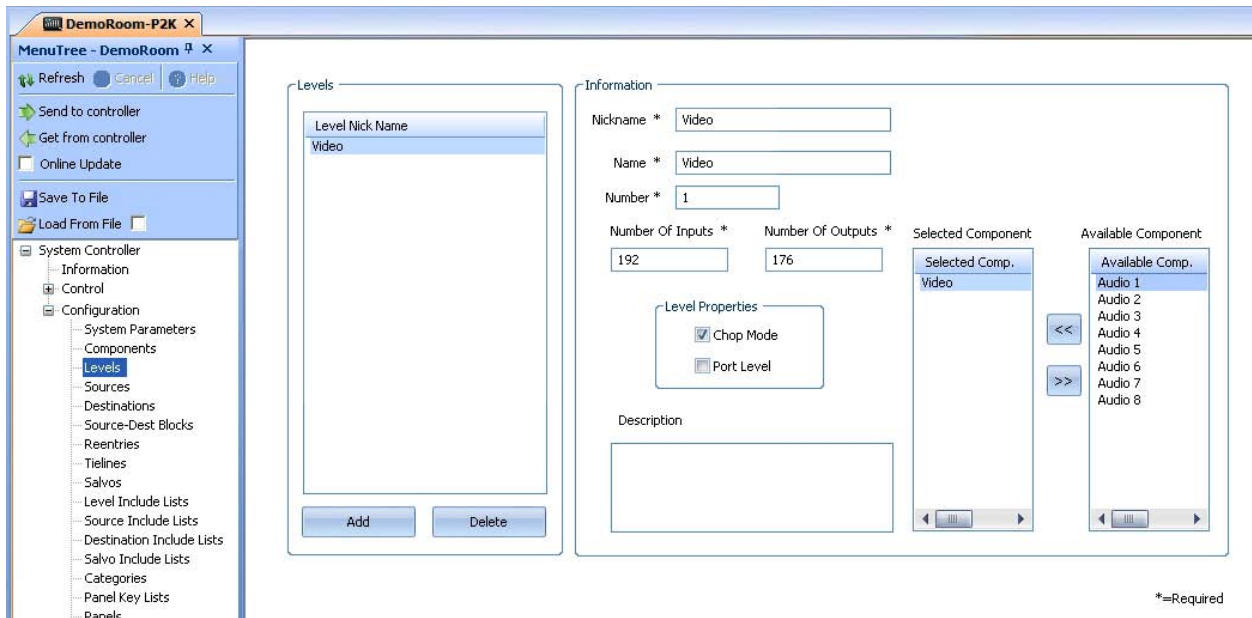 DemoRoom-P2K
MenuTree - DemoRoom
Refresh Cancel Help
Send to controller
Get from controller
Online Update
Save To File
Load From File
System Controller
Information
Control
Configuration
System Parameters
Components
Levels
Sources
Destinations
Source-Dest Blocks
Reentries
Tielines
Salvos
Level Include Lists
Source Include Lists
Destination Include Lists
Salvo Include Lists
Categories
Panel Key Lists
Panels
Levels
Level Nick Name
Video
Add Delete
Information
Nickname * Video
Name * Video
Number * 1
Number Of Inputs * Number Of Outputs *
192 176
Level Properties
Chop Mode
Port Level
Description
Selected Component
Selected Comp.
Video
<<
>>
Available Component
Available Comp.
Audio 1
Audio 2
Audio 3
Audio 4
Audio 5
Audio 6
Audio 7
Audio 8
*=Required